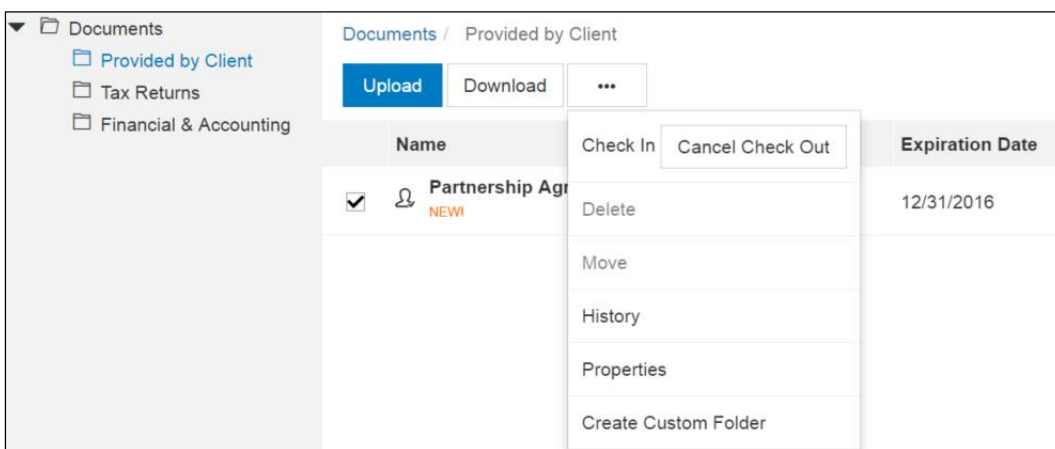 Documents
Provided by Client
Tax Returns
Financial & Accounting
Documents / Provided by Client
Upload Download •••
Name Expiration Date
Check In Cancel Check Out
Partnership Agr 12/31/2016
NEW!
Delete
Move
History
Properties
Create Custom Folder